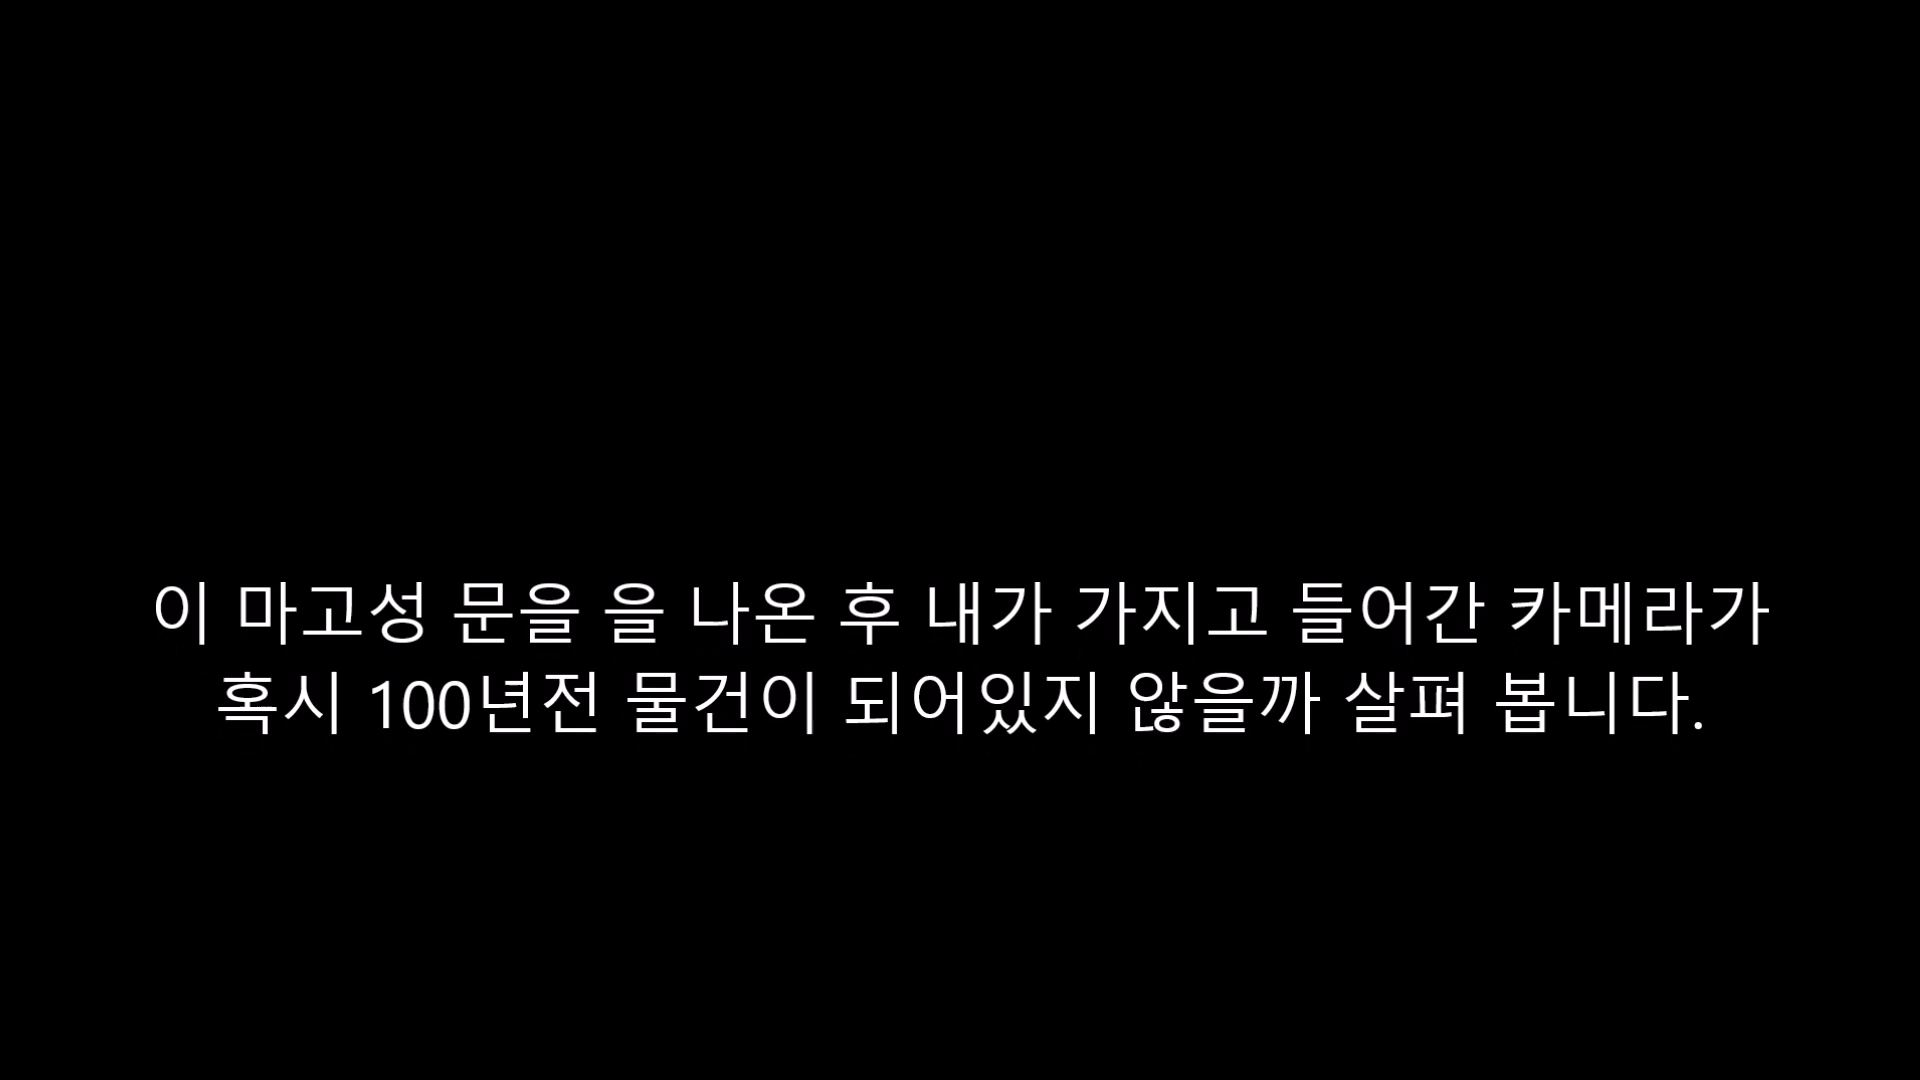 이 마고성 문을 을 나온 후 내가 가지고 들어간 카메라가
혹시 100년전 물건이 되어있지 않을까 살펴 봅니다.